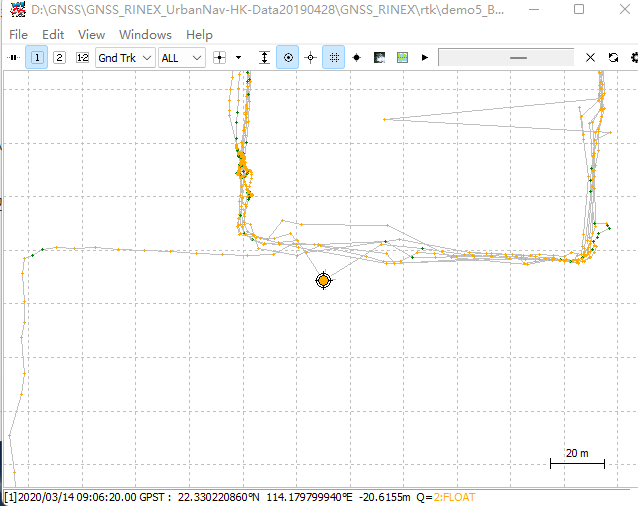 D:\GNSS\GNSS_RINEX_UrbanNav-HK-Data20190428\GNSS_RINEX\rtk\demo5_B...
File Edit View Windows Help
1 2 1-2 Gnd Trk ALL
20 m
[1]2020/03/14 09:06:20.00 GPST : 22.330220860°N 114.179799940°E -20.6155m Q=2:FLOAT